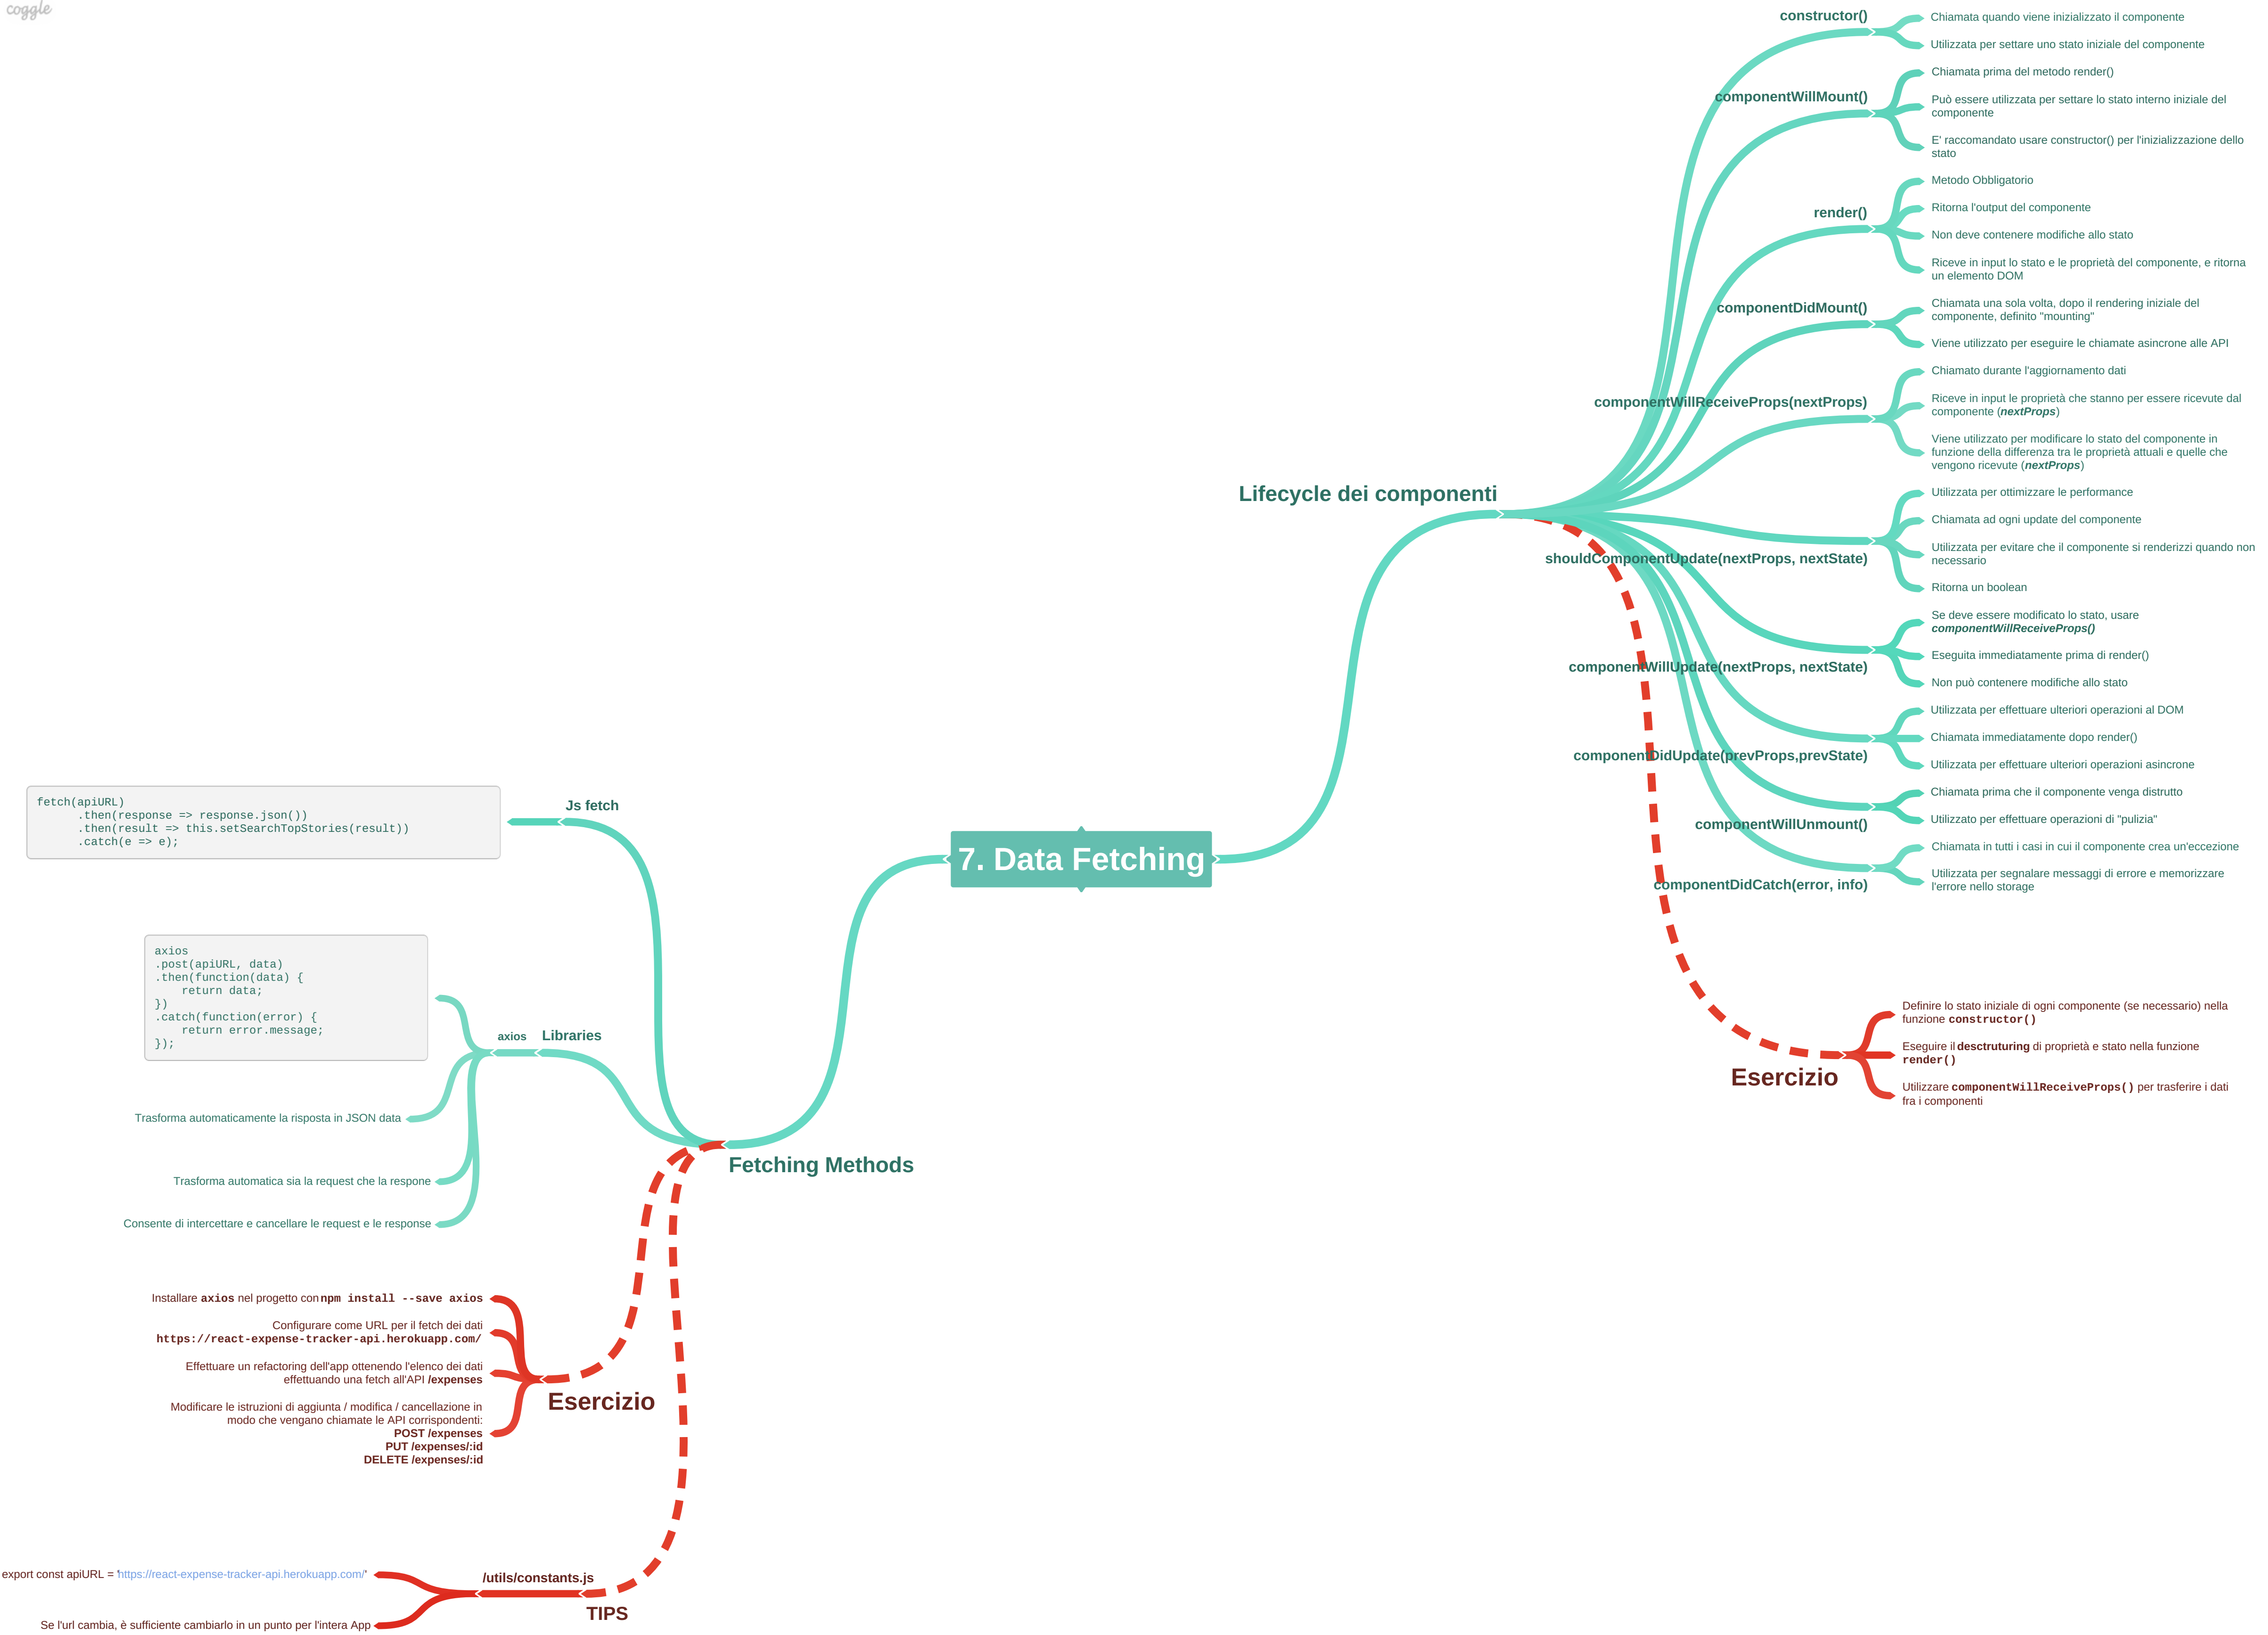 coggle
7. Data Fetching
Lifecycle dei componenti
constructor()
Chiamata quando viene inizializzato il componente
Utilizzata per settare uno stato iniziale del componente
componentWillMount()
Chiamata prima del metodo render()
Può essere utilizzata per settare lo stato interno iniziale del
componente
E' raccomandato usare constructor() per l'inizializzazione dello
stato
render()
Metodo Obbligatorio
Ritorna l'output del componente
Non deve contenere modifiche allo stato
Riceve in input lo stato e le proprietà del componente, e ritorna
un elemento DOM
componentDidMount()
Chiamata una sola volta, dopo il rendering iniziale del
componente, definito "mounting"
Viene utilizzato per eseguire le chiamate asincrone alle API
componentWillReceiveProps(nextProps)
Chiamato durante l'aggiornamento dati
Riceve in input le proprietà che stanno per essere ricevute dal
componente (nextProps)
Viene utilizzato per modificare lo stato del componente in
funzione della differenza tra le proprietà attuali e quelle che
vengono ricevute (nextProps)
shouldComponentUpdate(nextProps, nextState)
Utilizzata per ottimizzare le performance
Chiamata ad ogni update del componente
Utilizzata per evitare che il componente si renderizzi quando non
necessario
Ritorna un boolean
componentWillUpdate(nextProps, nextState)
Se deve essere modificato lo stato, usare
componentWillReceiveProps()
Eseguita immediatamente prima di render()
Non può contenere modifiche allo stato
componentDidUpdate(prevProps,prevState)
Utilizzata per effettuare ulteriori operazioni al DOM
Chiamata immediatamente dopo render()
Utilizzata per effettuare ulteriori operazioni asincrone
componentWillUnmount()
Chiamata prima che il componente venga distrutto
Utilizzato per effettuare operazioni di "pulizia"
componentDidCatch(error, info)
Chiamata in tutti i casi in cui il componente crea un'eccezione
Utilizzata per segnalare messaggi di errore e memorizzare
l'errore nello storage
Esercizio
Definire lo stato iniziale di ogni componente (se necessario) nella
funzione constructor()
Eseguire il desctruturing di proprietà e stato nella funzione
render()
Utilizzare componentWillReceiveProps() per trasferire i dati
fra i componenti
Fetching Methods
Js fetch
fetch(apiURL)
.then(response => response.json())
.then(result => this.setSearchTopStories(result))
.catch(e => e);
Libraries
axios
axios
.post(apiURL, data)
.then(function(data) {
return data;
})
.catch(function(error) {
return error.message;
});
Trasforma automaticamente la risposta in JSON data
Trasforma automatica sia la request che la respone
Consente di intercettare e cancellare le request e le response
Esercizio
Installare axios nel progetto con npm install --save axios
Configurare come URL per il fetch dei dati
https://react-expense-tracker-api.herokuapp.com/
Effettuare un refactoring dell'app ottenendo l'elenco dei dati
effettuando una fetch all'API /expenses
Modificare le istruzioni di aggiunta / modifica / cancellazione in
modo che vengano chiamate le API corrispondenti:
POST /expenses
PUT /expenses/:id
DELETE /expenses/:id
TIPS
/utils/constants.js
export const apiURL = 'https://react-expense-tracker-api.herokuapp.com/'
Se l'url cambia, è sufficiente cambiarlo in un punto per l'intera App